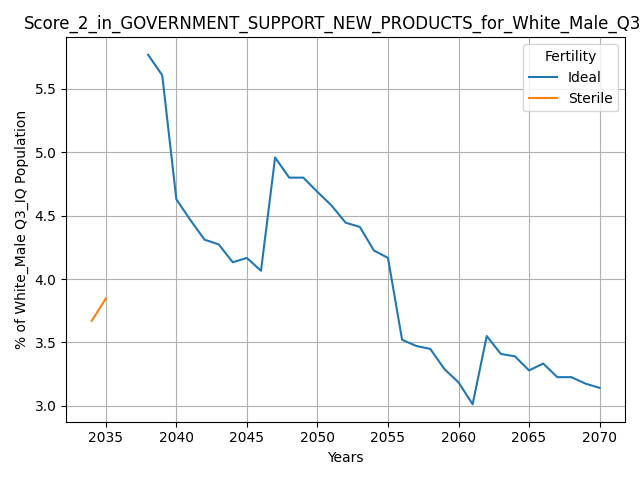 Score_2_in_GOVERNMENT_SUPPORT_NEW_PRODUCTS_for_White_Male_Q3
Fertility
Ideal
Sterile
% of White_Male Q3_IQ Population
5.5
5.0
4.5
4.0
3.5
3.0
2035 2040 2045 2050 2055 2060 2065 2070
Years